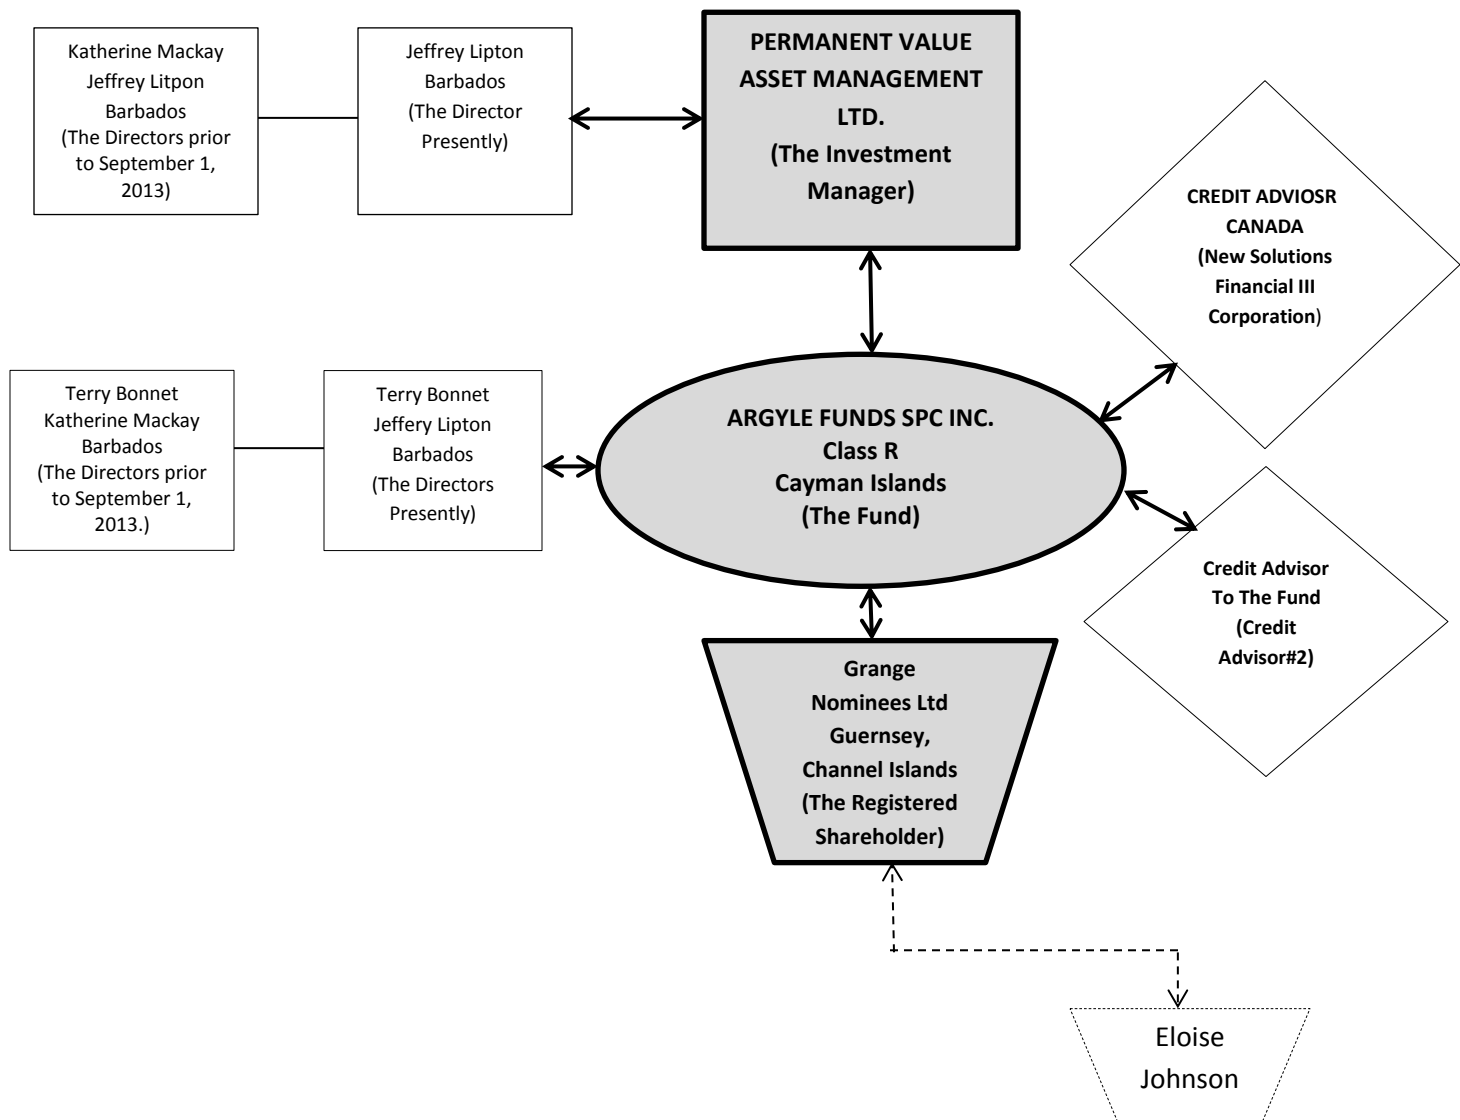 Katherine Mackay
Jeffrey Litpon
Barbados
(The Directors prior
to September 1,
2013)
Jeffrey Lipton
Barbados
(The Director
Presently)
PERMANENT VALUE
ASSET MANAGEMENT
LTD.
(The Investment
Manager)
CREDIT ADVIOSR
CANADA
(New Solutions
Financial III
Corporation)
Terry Bonnet
Katherine Mackay
Barbados
(The Directors prior
to September 1,
2013.)
Terry Bonnet
Jeffery Lipton
Barbados
(The Directors
Presently)
ARGYLE FUNDS SPC INC.
Class R
Cayman Islands
(The Fund)
Credit Advisor
To The Fund
(Credit
Advisor#2)
Grange
Nominees Ltd
Guernsey,
Channel Islands
(The Registered
Shareholder)
Eloise
Johnson